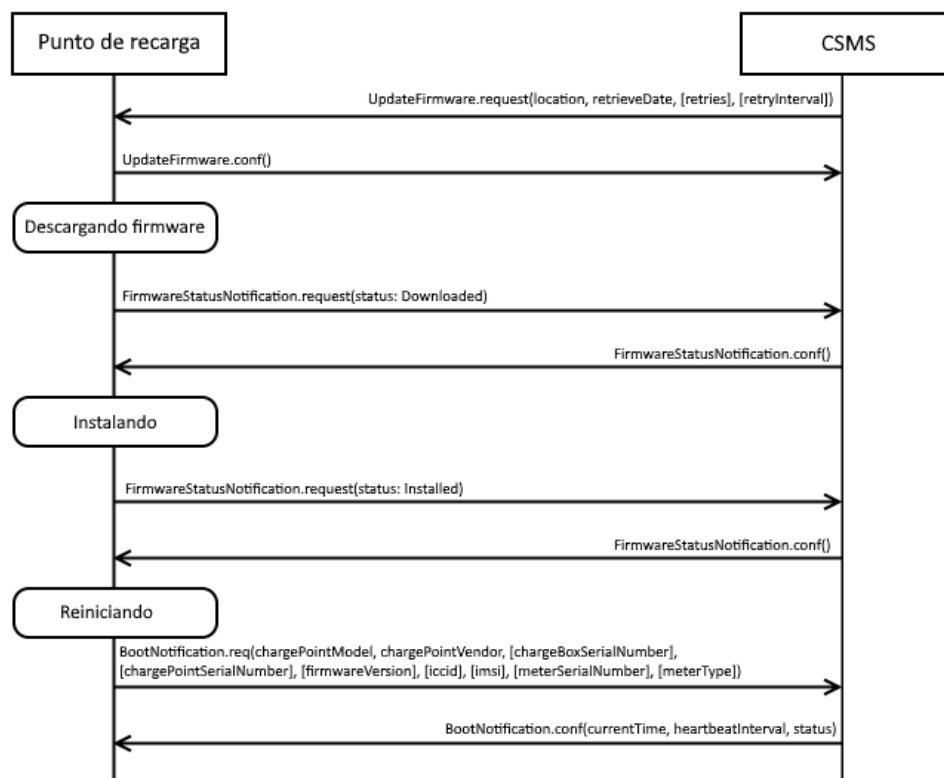 Punto de recarga
CSMS
UpdateFirmware.request(location, retrieveDate, [retries], [retryInterval])
UpdateFirmware.conf()
Descargando firmware
FirmwareStatusNotification.request(status: Downloaded)
FirmwareStatusNotification.conf()
Instalando
FirmwareStatusNotification.request(status: Installed)
FirmwareStatusNotification.conf()
Reiniciando
BootNotification.req(chargePointModel, chargePointVendor, [chargeBoxSerialNumber],
[chargePointSerialNumber], [firmwareVersion], [iccid], [imsi], [meterSerialNumber], [meterType])
BootNotification.conf(currentTime, heartbeatInterval, status)